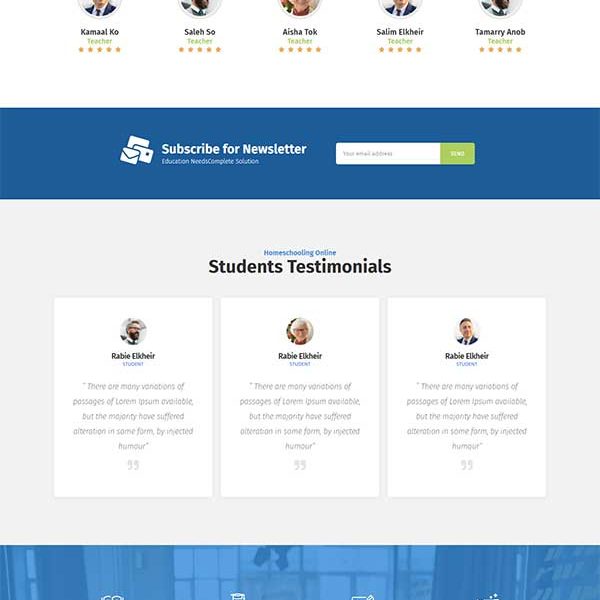 Kamaal Ko Saleh So Aisha Tok Salim Elkheir Tamarry Anob
Teacher Teacher Teacher Teacher Teacher
Subscribe for Newsletter
Education NeedsComplete Solution
Your email address SEND
Homeschooling Online
Students Testimonials
Rabie Elkheir
STUDENT
" There are many variations of
passages of Lorem Ipsum available,
but the majority have suffered
alteration in some form, by injected
humour"
Rabie Elkheir
STUDENT
" There are many variations of
passages of Lorem Ipsum available,
but the majority have suffered
alteration in some form, by injected
humour"
Rabie Elkheir
STUDENT
" There are many variations of
passages of Lorem Ipsum available,
but the majority have suffered
alteration in some form, by injected
humour"